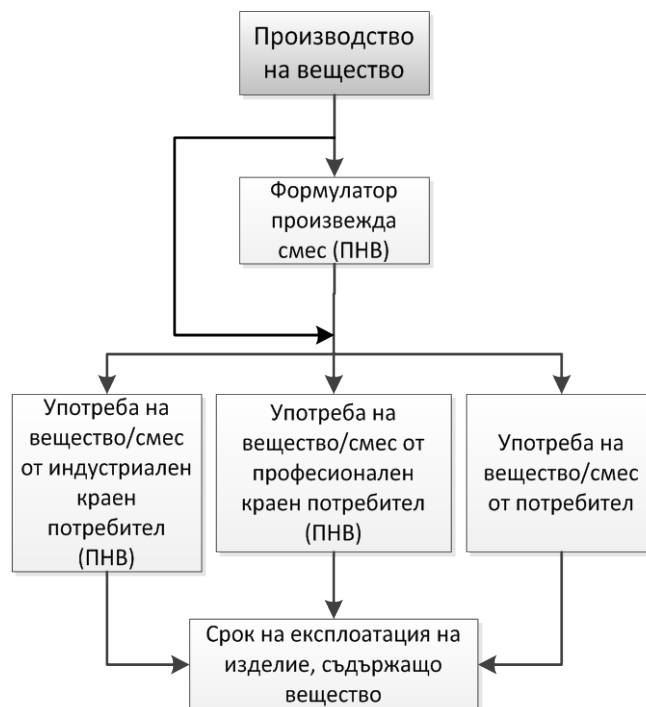 Производство
на вещество
Формулатор
произвежда
смес (ПНВ)
Употреба на
вещество/смес
от индустриален
краен
потребител
(ПНВ)
Употреба на
вещество/смес от
професионален
краен потребител
(ПНВ)
Употреба на
вещество/смес
от потребител
Срок на експлоатация на
изделие, съдържащо
вещество